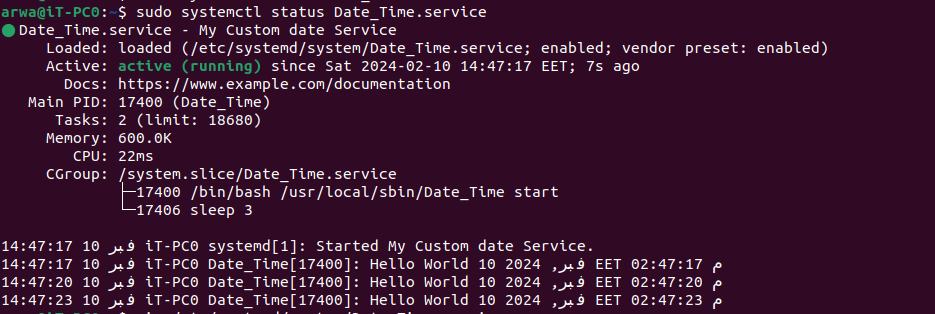 arwa@iT-PC0:~$ sudo systemctl status Date_Time.service
● Date_Time.service - My Custom date Service
Loaded: loaded (/etc/systemd/system/Date_Time.service; enabled; vendor preset: enabled)
Active: active (running) since Sat 2024-02-10 14:47:17 EET; 7s ago
Docs: https://www.example.com/documentation
Main PID: 17400 (Date_Time)
Tasks: 2 (limit: 18680)
Memory: 600.0K
CPU: 22ms
CGroup: /system.slice/Date_Time.service
├─17400 /bin/bash /usr/local/sbin/Date_Time start
└─17406 sleep 3
14:47:17 10 فبر iT-PC0 systemd[1]: Started My Custom date Service.
14:47:17 10 فبر iT-PC0 Date_Time[17400]: Hello World 10 2024 ,فبر EET 02:47:17 م
14:47:20 10 فبر iT-PC0 Date_Time[17400]: Hello World 10 2024 ,فبر EET 02:47:20 م
14:47:23 10 فبر iT-PC0 Date_Time[17400]: Hello World 10 2024 ,فبر EET 02:47:23 م